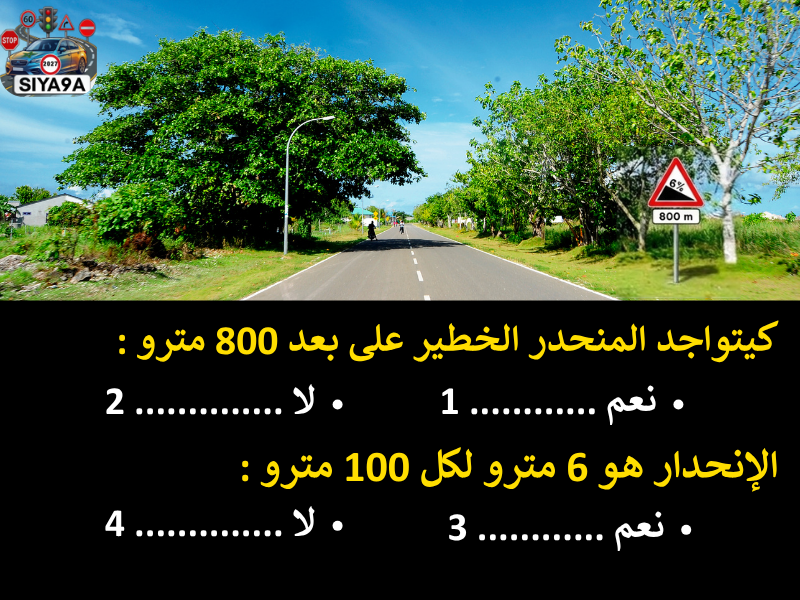 60
STOP
2027
SIYA9A
6%
800 m
كيتواجد المنحدر الخطير على بعد 800 مترو :
• نعم ............ 1 • لا .............. 2
الإنحدار هو 6 مترو لكل 100 مترو :
• نعم ............ 3 • لا .............. 4